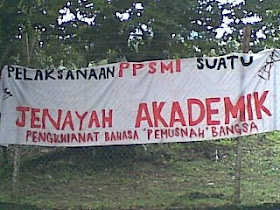 PELAKSANAAN PPSMI SUATU
JENAYAH AKADEMIK
PENGKHIANAT BAHASA "PEMUSNAH" BANGSA